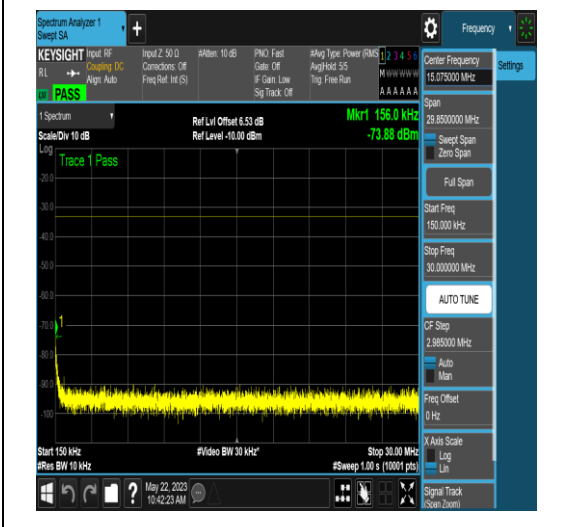 Spectrum Analyzer 1
Swept SA
+
Frequency
KEYSIGHT
RL
PASS
Input: RF
Coupling: DC
Align: Auto
Input Z: 50 Ω
Corrections: Off
Freq Ref: Int (S)
#Atten: 10 dB
PNO: Fast
Gate: Off
IF Gain: Low
Sig Track: Off
#Avg Type: Power (RMS
Avg|Hold: 5/5
Trig: Free Run
1 2 3 4 5 6
M w w w w w
A A A A A A
1 Spectrum
Scale/Div 10 dB
Ref Lvl Offset 6.53 dB
Ref Level -10.00 dBm
Mkr1 156.0 kHz
-73.88 dBm
Log
Trace 1 Pass
-20.0
-30.0
-40.0
-50.0
-60.0
-70.0
1
-80.0
-90.0
-100
Start 150 kHz
#Res BW 10 kHz
#Video BW 30 kHz*
Stop 30.00 MHz
#Sweep 1.00 s (10001 pts)
?
May 22, 2023
10:42:23 AM
Center Frequency
15.075000 MHz
Settings
Span
29.8500000 MHz
Swept Span
Zero Span
Full Span
Start Freq
150.000 kHz
Stop Freq
30.000000 MHz
AUTO TUNE
CF Step
2.985000 MHz
Auto
Man
Freq Offset
0 Hz
X Axis Scale
Log
Lin
Signal Track
(Span Zoom)